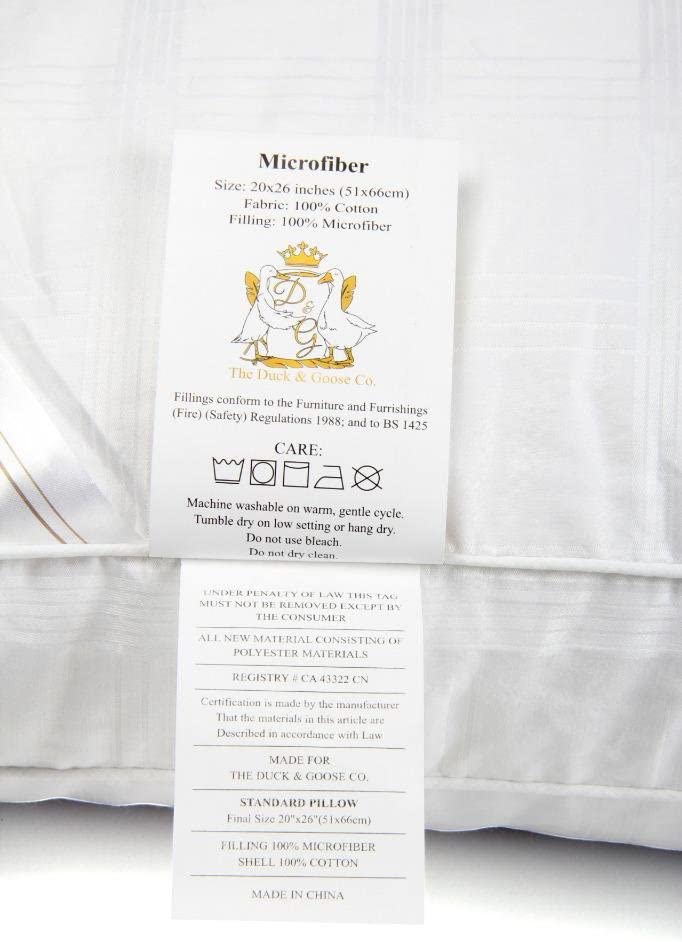 Microfiber
Size: 20x26 inches (51x66cm)
Fabric: 100% Cotton
Filling: 100% Microfiber
D
&
G
The Duck & Goose Co.
Fillings conform to the Furniture and Furrishings
(Fire) (Safety) Regulations 1988; and to BS 1425
CARE:
Machine washable on warm, gentle cycle.
Tumble dry on low setting or hang dry.
Do not use bleach.
Do not dry clean.
UNDER PENALTY OF LAW THIS TAG
MUST NOT BE REMOVED EXCEPT BY
THE CONSUMER
ALL NEW MATERIAL CONSISTING OF
POLYESTER MATERIALS
REGISTRY # CA 43322 CN
Certification is made by the manufacturer
That the materials in this article are
Described in accordance with Law
MADE FOR
THE DUCK & GOOSE CO.
STANDARD PILLOW
Final Size 20"x26"(51x66cm)
FILLING 100% MICROFIBER
SHELL 100% COTTON
MADE IN CHINA